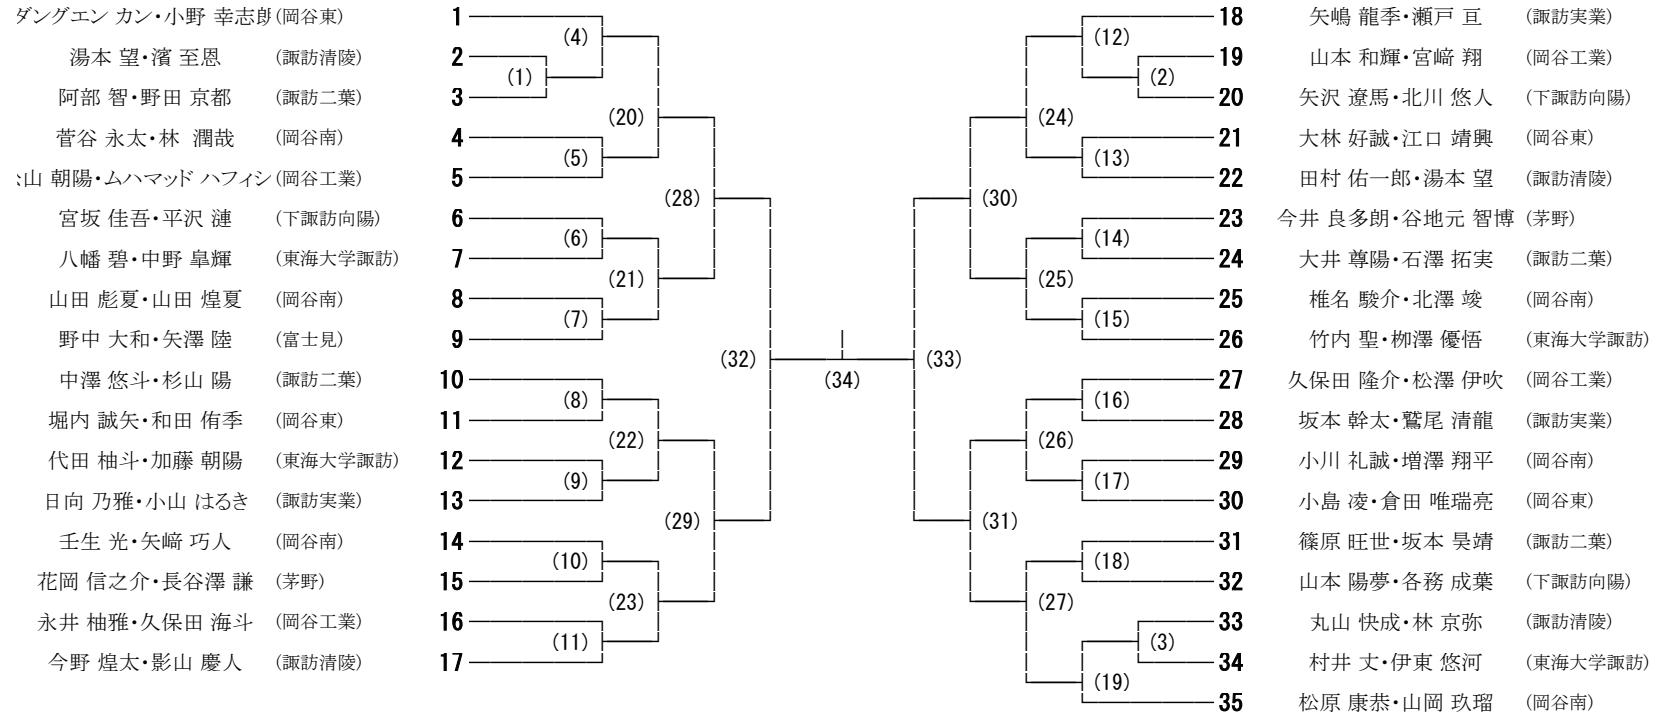 ダングエン カン・小野 幸志朗 (岡谷東) 1
湯本 望・濱 至恩 (諏訪清陵) 2
阿部 智・野田 京都 (諏訪二葉) 3
菅谷 永太・林 潤哉 (岡谷南) 4
山 朝陽・ムハマッド ハフィシ (岡谷工業) 5
宮坂 佳吾・平沢 漣 (下諏訪向陽) 6
八幡 碧・中野 皐輝 (東海大学諏訪) 7
山田 彪夏・山田 煌夏 (岡谷南) 8
野中 大和・矢澤 陸 (富士見) 9
中澤 悠斗・杉山 陽 (諏訪二葉) 10
堀内 誠矢・和田 侑季 (岡谷東) 11
代田 柚斗・加藤 朝陽 (東海大学諏訪) 12
日向 乃雅・小山 はるき (諏訪実業) 13
壬生 光・矢﨑 巧人 (岡谷南) 14
花岡 信之介・長谷澤 謙 (茅野) 15
永井 柚雅・久保田 海斗 (岡谷工業) 16
今野 煌太・影山 慶人 (諏訪清陵) 17
(4)
(1)
(20)
(5)
(28)
(6)
(21)
(7)
(32)
(8)
(22)
(9)
(29)
(10)
(23)
(11)
(34)
(12)
(2)
(24)
(13)
(30)
(14)
(25)
(15)
(33)
(16)
(26)
(17)
(31)
(18)
(27)
(3)
(19)
18 矢嶋 龍季・瀬戸 亘 (諏訪実業)
19 山本 和輝・宮﨑 翔 (岡谷工業)
20 矢沢 遼馬・北川 悠人 (下諏訪向陽)
21 大林 好誠・江口 靖興 (岡谷東)
22 田村 佑一郎・湯本 望 (諏訪清陵)
23 今井 良多朗・谷地元 智博 (茅野)
24 大井 尊陽・石澤 拓実 (諏訪二葉)
25 椎名 駿介・北澤 竣 (岡谷南)
26 竹内 聖・栁澤 優悟 (東海大学諏訪)
27 久保田 隆介・松澤 伊吹 (岡谷工業)
28 坂本 幹太・鷲尾 清龍 (諏訪実業)
29 小川 礼誠・増澤 翔平 (岡谷南)
30 小島 凌・倉田 唯瑞亮 (岡谷東)
31 篠原 旺世・坂本 昊靖 (諏訪二葉)
32 山本 陽夢・各務 成葉 (下諏訪向陽)
33 丸山 快成・林 京弥 (諏訪清陵)
34 村井 丈・伊東 悠河 (東海大学諏訪)
35 松原 康恭・山岡 玖瑠 (岡谷南)